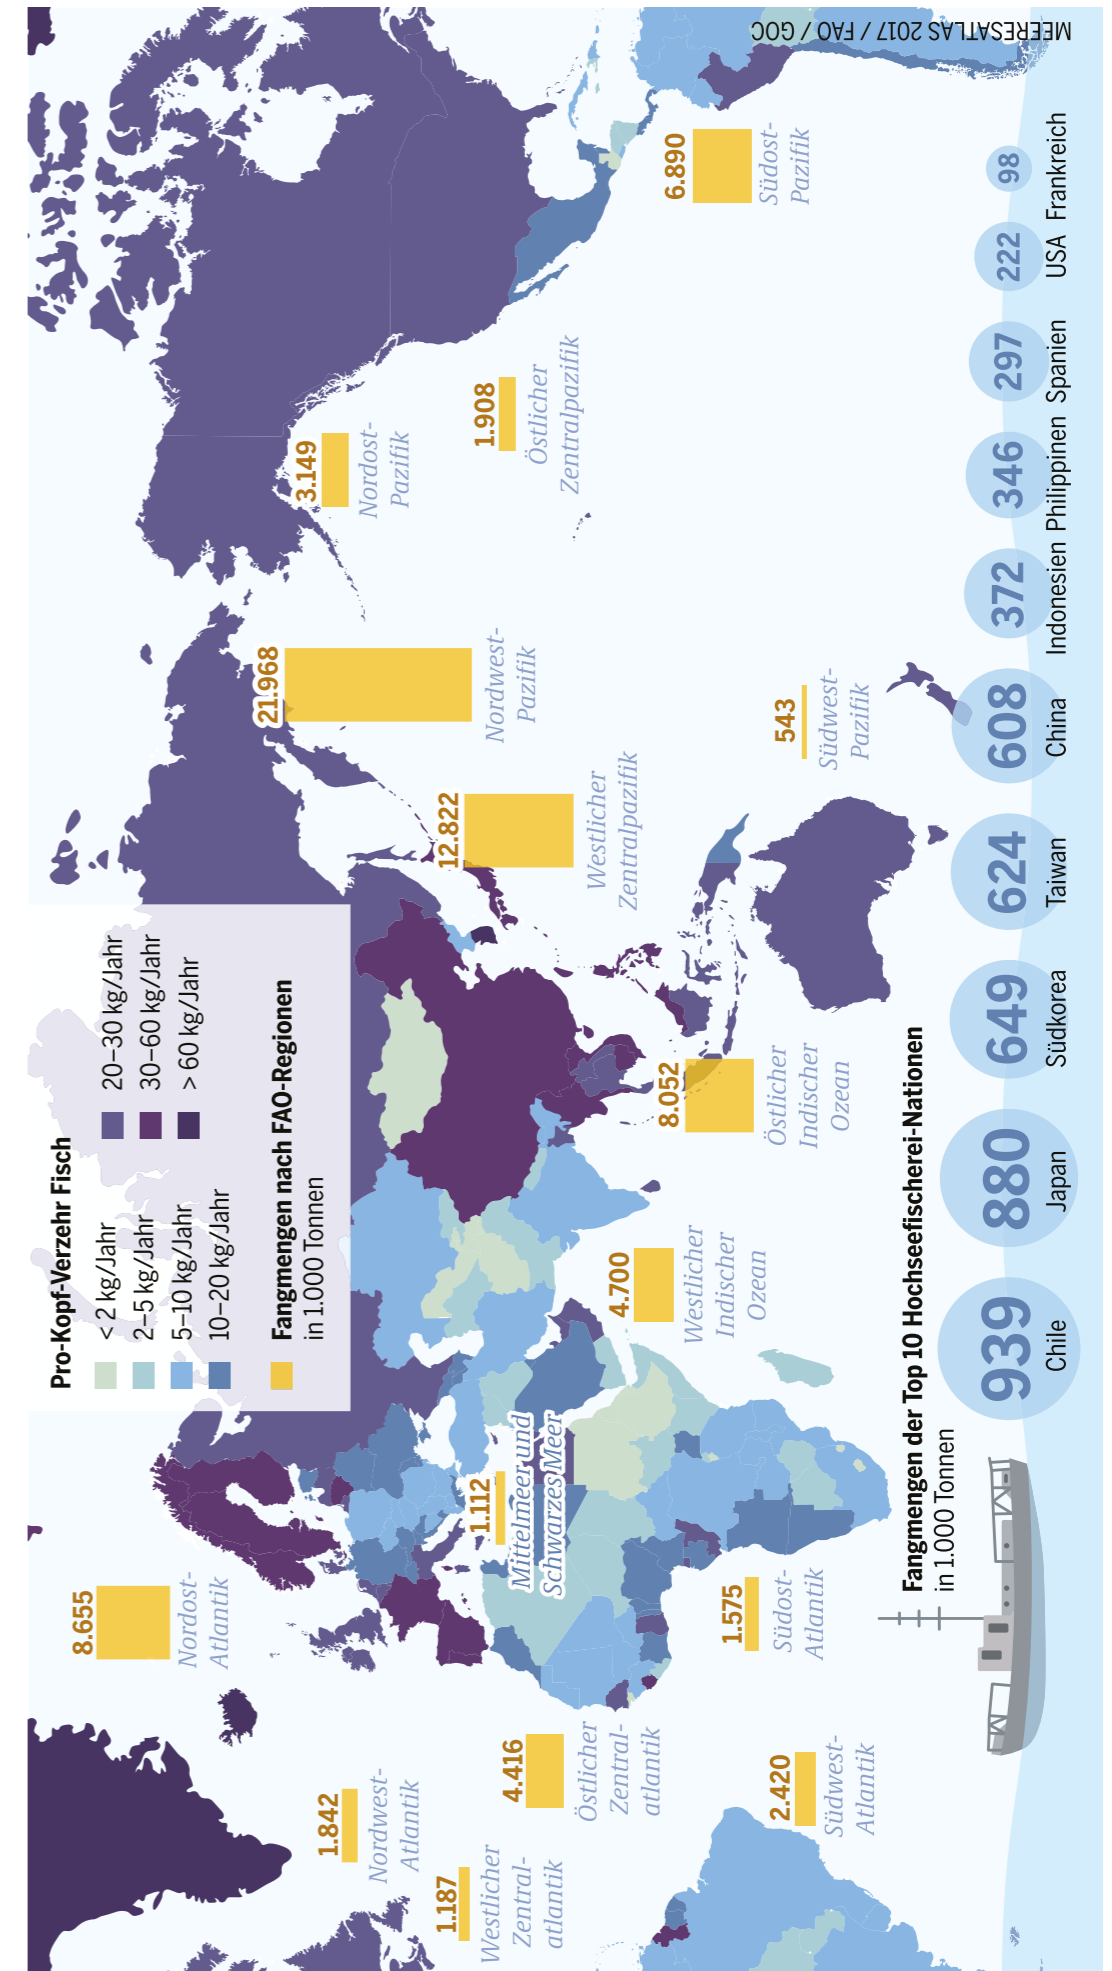 Pro-Kopf-Verzehr Fisch
< 2 kg/Jahr
2–5 kg/Jahr
5–10 kg/Jahr
10–20 kg/Jahr
20–30 kg/Jahr
30–60 kg/Jahr
> 60 kg/Jahr
Fangmengen nach FAO-Regionen
in 1.000 Tonnen
8.655
Nordost-
Atlantik
1.842
Nordwest-
Atlantik
1.187
Westlicher
Zentral-
atlantik
4.416
Östlicher
Zentral-
atlantik
1.112
Mittelmeer und
Schwarzes Meer
2.420
Südwest-
Atlantik
1.575
Südost-
Atlantik
4.700
Westlicher
Indischer
Ozean
8.052
Östlicher
Indischer
Ozean
12.822
Westlicher
Zentralpazifik
21.968
Nordwest-
Pazifik
543
Südwest-
Pazifik
3.149
Nordost-
Pazifik
1.908
Östlicher
Zentralpazifik
6.890
Südost-
Pazifik
Fangmengen der Top 10 Hochseefischerei-Nationen
in 1.000 Tonnen
939
Chile
880
Japan
649
Südkorea
624
Taiwan
608
China
372
Indonesien
346
Philippinen
297
Spanien
222
USA
98
Frankreich
MEERESATLAS 2017 / FAO / GOC